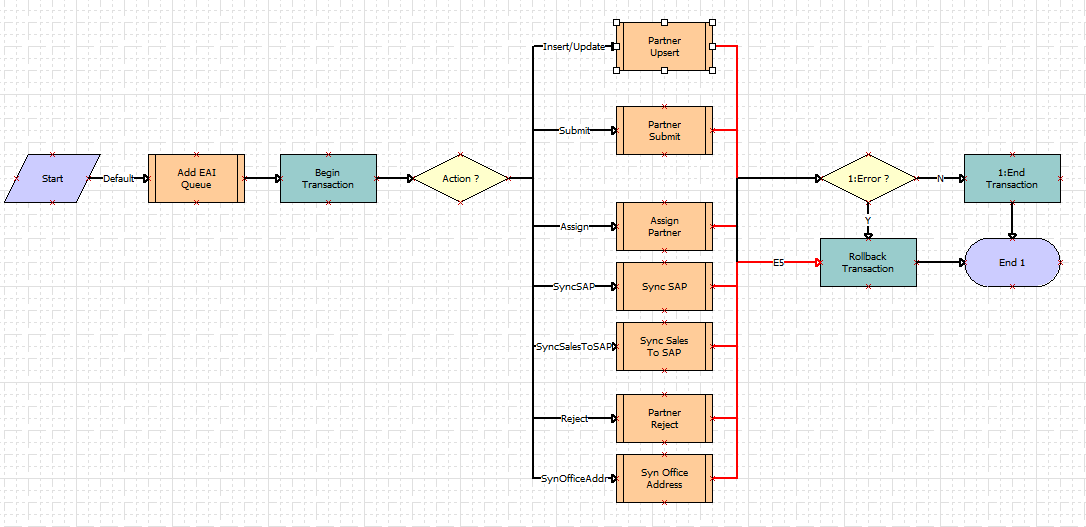 Start
Default
Add EAI
Queue
Begin
Transaction
Action ?
Insert/Update
Partner
Upsert
Submit
Partner
Submit
Assign
Assign
Partner
SyncSAP
Sync SAP
SyncSalesToSAP
Sync Sales
To SAP
Reject
Partner
Reject
SynOfficeAddr
Syn Office
Address
1:Error ?
N
1:End
Transaction
Y
E5
Rollback
Transaction
End 1